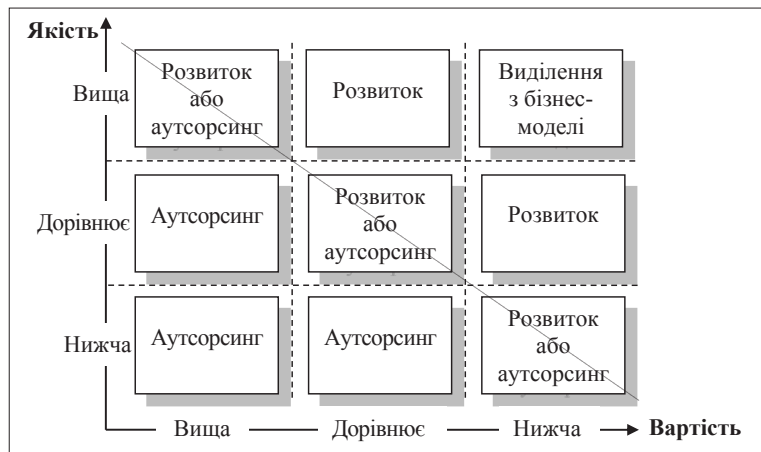 Якість
Вища
Розвиток
або
аутсорсинг
Розвиток
Виділення
з бізнес-
моделі
Дорівнює
Аутсорсинг
Розвиток
або
аутсорсинг
Розвиток
Нижча
Аутсорсинг
Аутсорсинг
Розвиток
або
аутсорсинг
Вища
Дорівнює
Нижча
Вартість